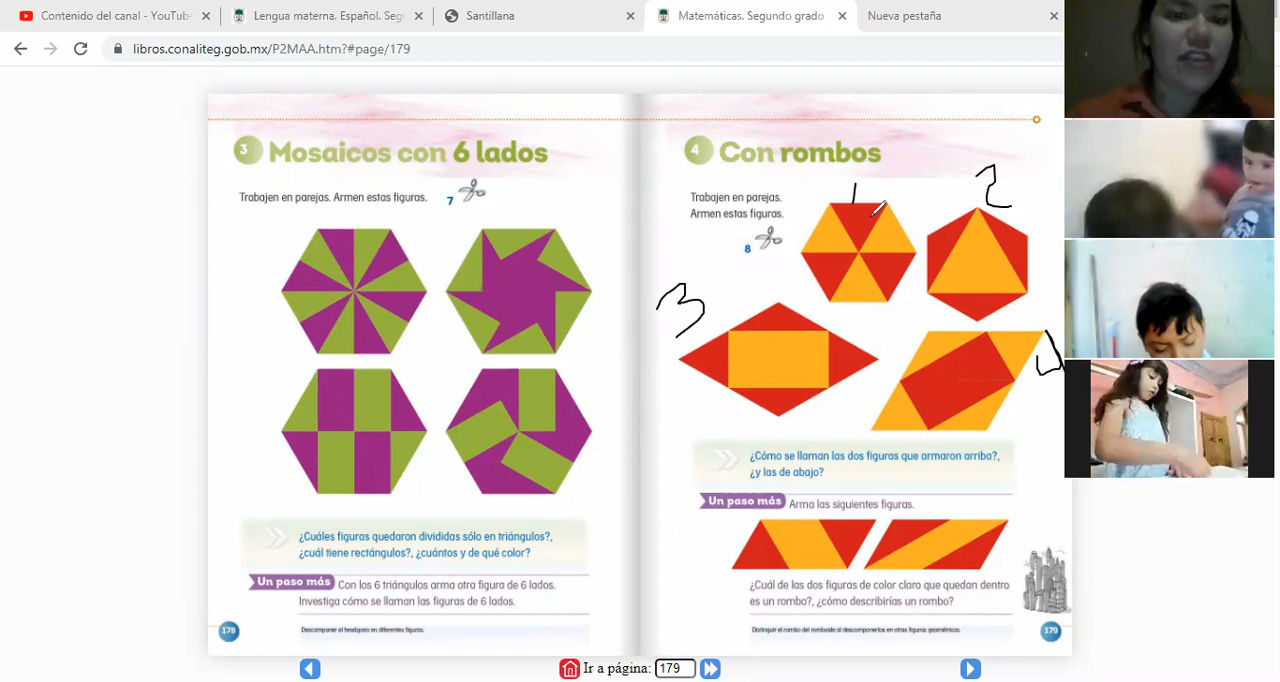 Contenido del canal - YouTub
Lengua materna. Español. Seg
Santillana
Matemáticas. Segundo grado
Nueva pestaña
libros.conaliteg.gob.mx/P2MAA.htm?#page/179
3 Mosaicos con 6 lados
Trabajen en parejas. Armen estas figuras. 7
¿Cuáles figuras quedaron divididas sólo en triángulos?,
¿cuál tiene rectángulos?, ¿cuántos y de qué color?
Un paso más Con los 6 triángulos arma otra figura de 6 lados.
Investiga cómo se llaman las figuras de 6 lados.
178
Descomponer el hexágono en diferentes figuras.
4 Con rombos
Trabajen en parejas.
Armen estas figuras.
8
1
2
3
4
¿Cómo se llaman las dos figuras que armaron arriba?,
¿y las de abajo?
Un paso más Arma las siguientes figuras.
¿Cuál de las dos figuras de color claro que quedan dentro
es un rombo?, ¿cómo describirías un rombo?
Distinguir el rombo del romboide al descomponerlos en otras figuras geométricas.
179
Ir a página: 179